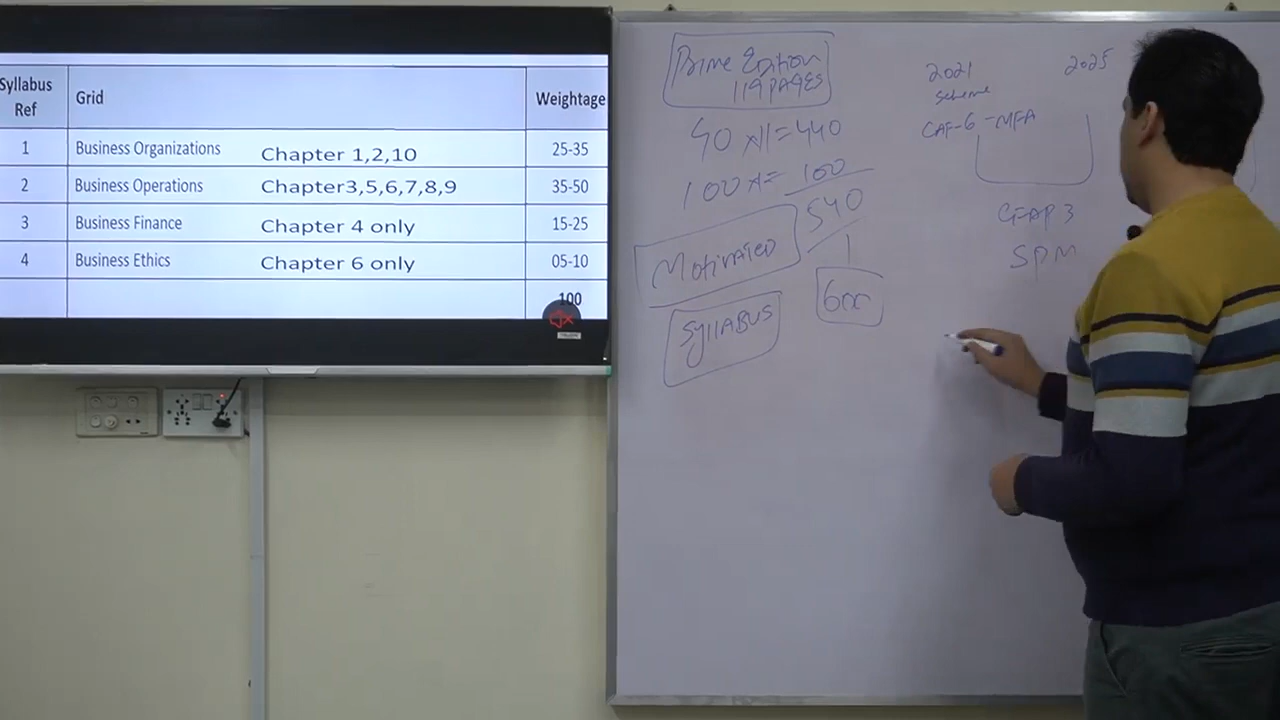 Syllabus Ref Grid Weightage
1 Business Organizations Chapter 1,2,10 25-35
2 Business Operations Chapter3,5,6,7,8,9 35-50
3 Business Finance Chapter 4 only 15-25
4 Business Ethics Chapter 6 only 05-10
100
Prime Edition
119 PAGES
40 x 11 = 440
100 x 1 = 100
540
MOTIVATED
SYLLABUS
2021 2025
Scheme
CAF-6-MFA
CFAP 3
SPM